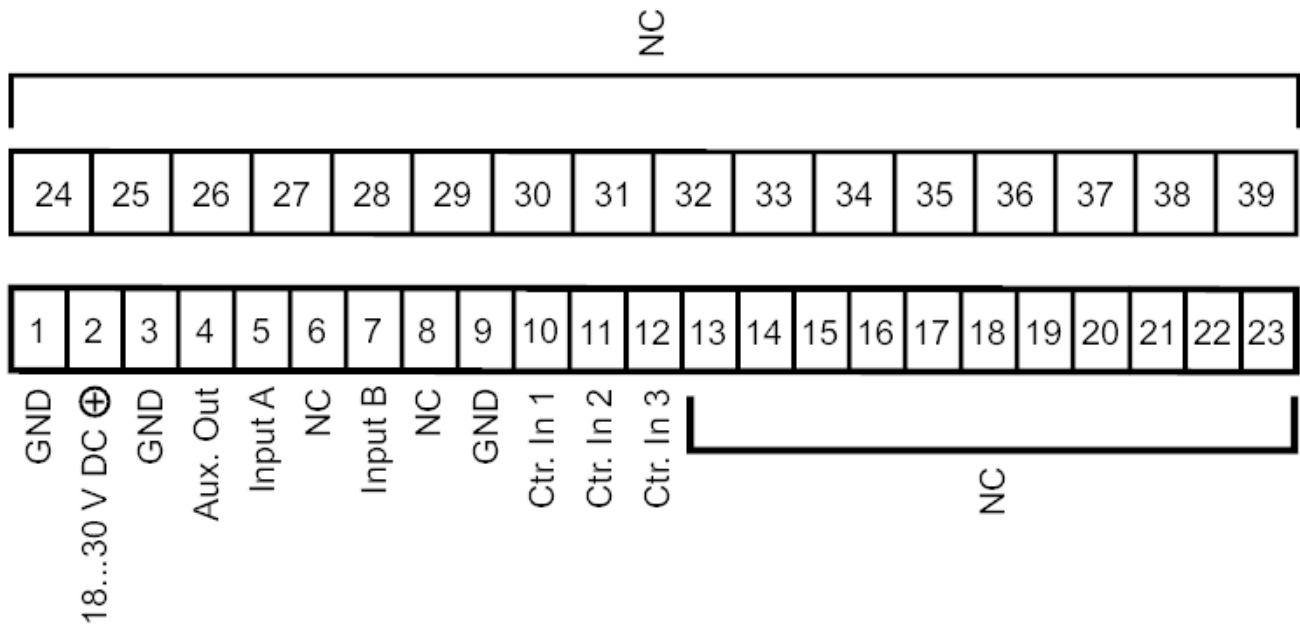 NC
24 25 26 27 28 29 30 31 32 33 34 35 36 37 38 39
1 2 3 4 5 6 7 8 9 10 11 12 13 14 15 16 17 18 19 20 21 22 23
GND
18...30 V DC ⊕
GND
Aux. Out
Input A
NC
Input B
NC
GND
Ctr. In 1
Ctr. In 2
Ctr. In 3
NC